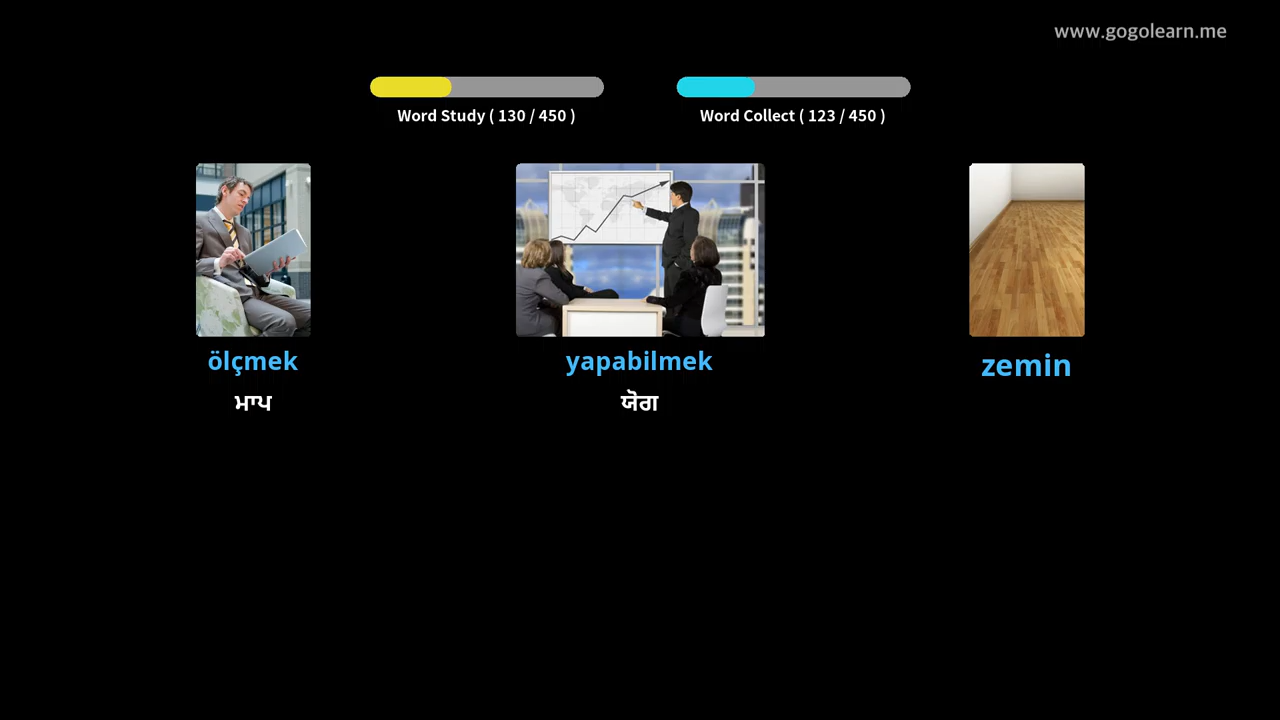 www.gogolearn.me
Word Study ( 130 / 450 )
Word Collect ( 123 / 450 )
ölçmek
yapabilmek
zemin
ਮਾਪ
ਯੋਗ